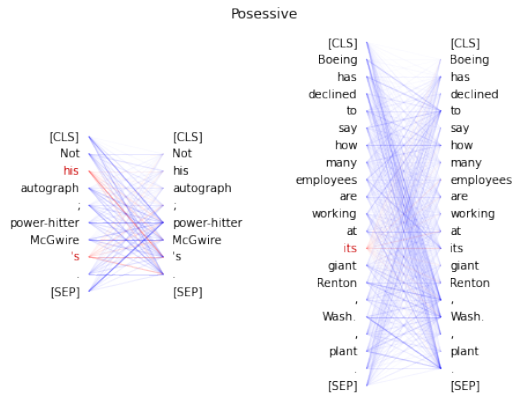 Posessive
[CLS] [CLS]
Not Not
his his
autograph autograph
; ;
power-hitter power-hitter
McGwire McGwire
's 's
. .
[SEP] [SEP]
[CLS] [CLS]
Boeing Boeing
has has
declined declined
to to
say say
how how
many many
employees employees
are are
working working
at at
its its
giant giant
Renton Renton
, ,
Wash. Wash.
, ,
plant plant
. .
[SEP] [SEP]